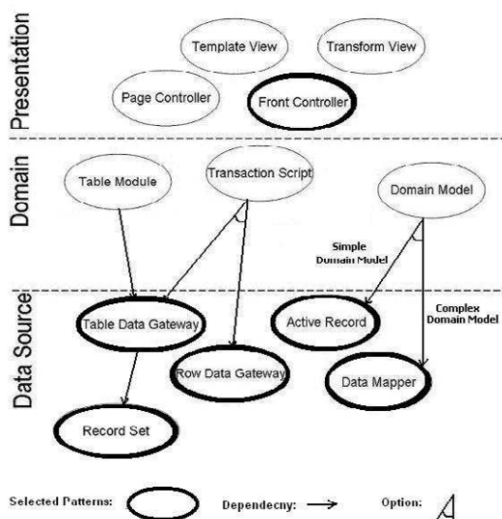 Presentation
Template View
Transform View
Page Controller
Front Controller
Domain
Table Module
Transaction Script
Domain Model
Simple
Domain Model
Complex
Domain Model
Data Source
Table Data Gateway
Active Record
Row Data Gateway
Data Mapper
Record Set
Selected Patterns:
Dependecny:
Option: